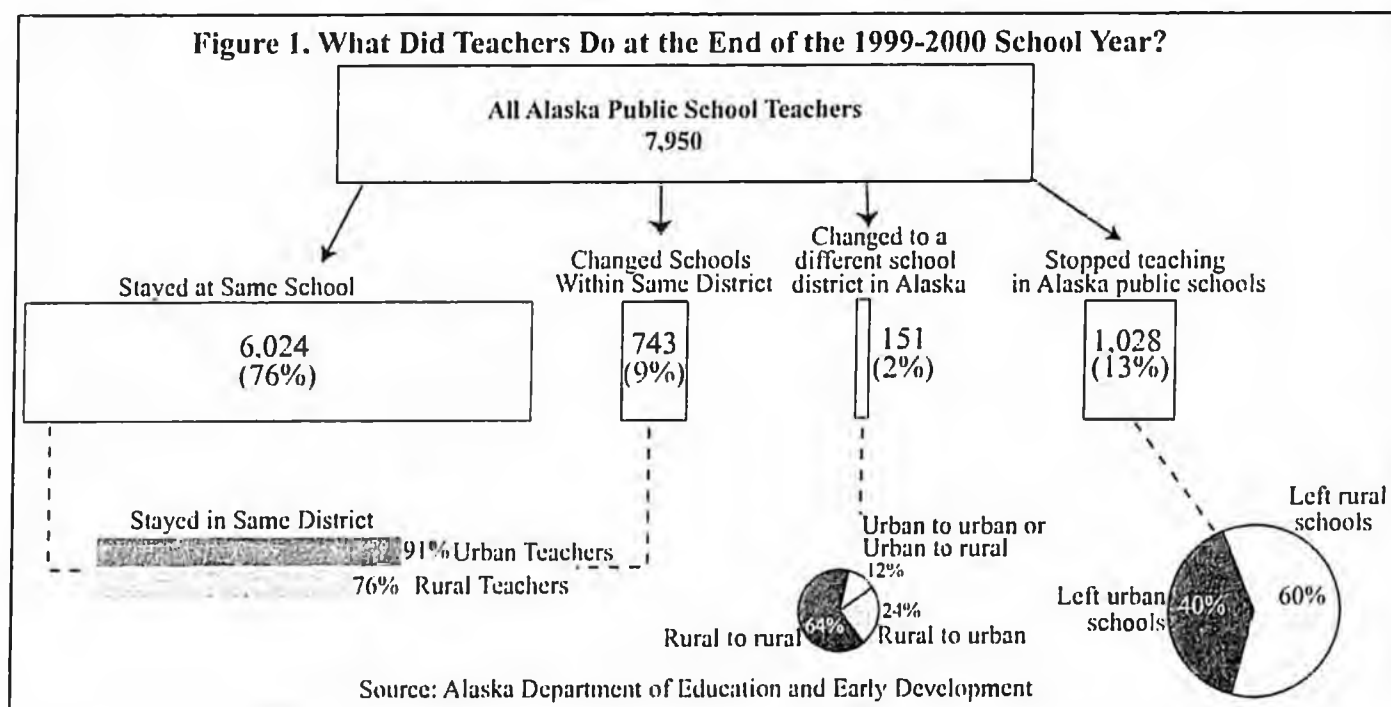 Figure 1. What Did Teachers Do at the End of the 1999-2000 School Year?
All Alaska Public School Teachers
7,950
Stayed at Same School
6,024
(76%)
Changed Schools
Within Same District
743
(9%)
Changed to a
different school
district in Alaska
151
(2%)
Stopped teaching
in Alaska public schools
1,028
(13%)
Stayed in Same District
91% Urban Teachers
76% Rural Teachers
Urban to urban or
Urban to rural
12%
24%
Rural to urban
64%
Rural to rural
Left rural
schools
60%
Left urban
schools
40%
Source: Alaska Department of Education and Early Development